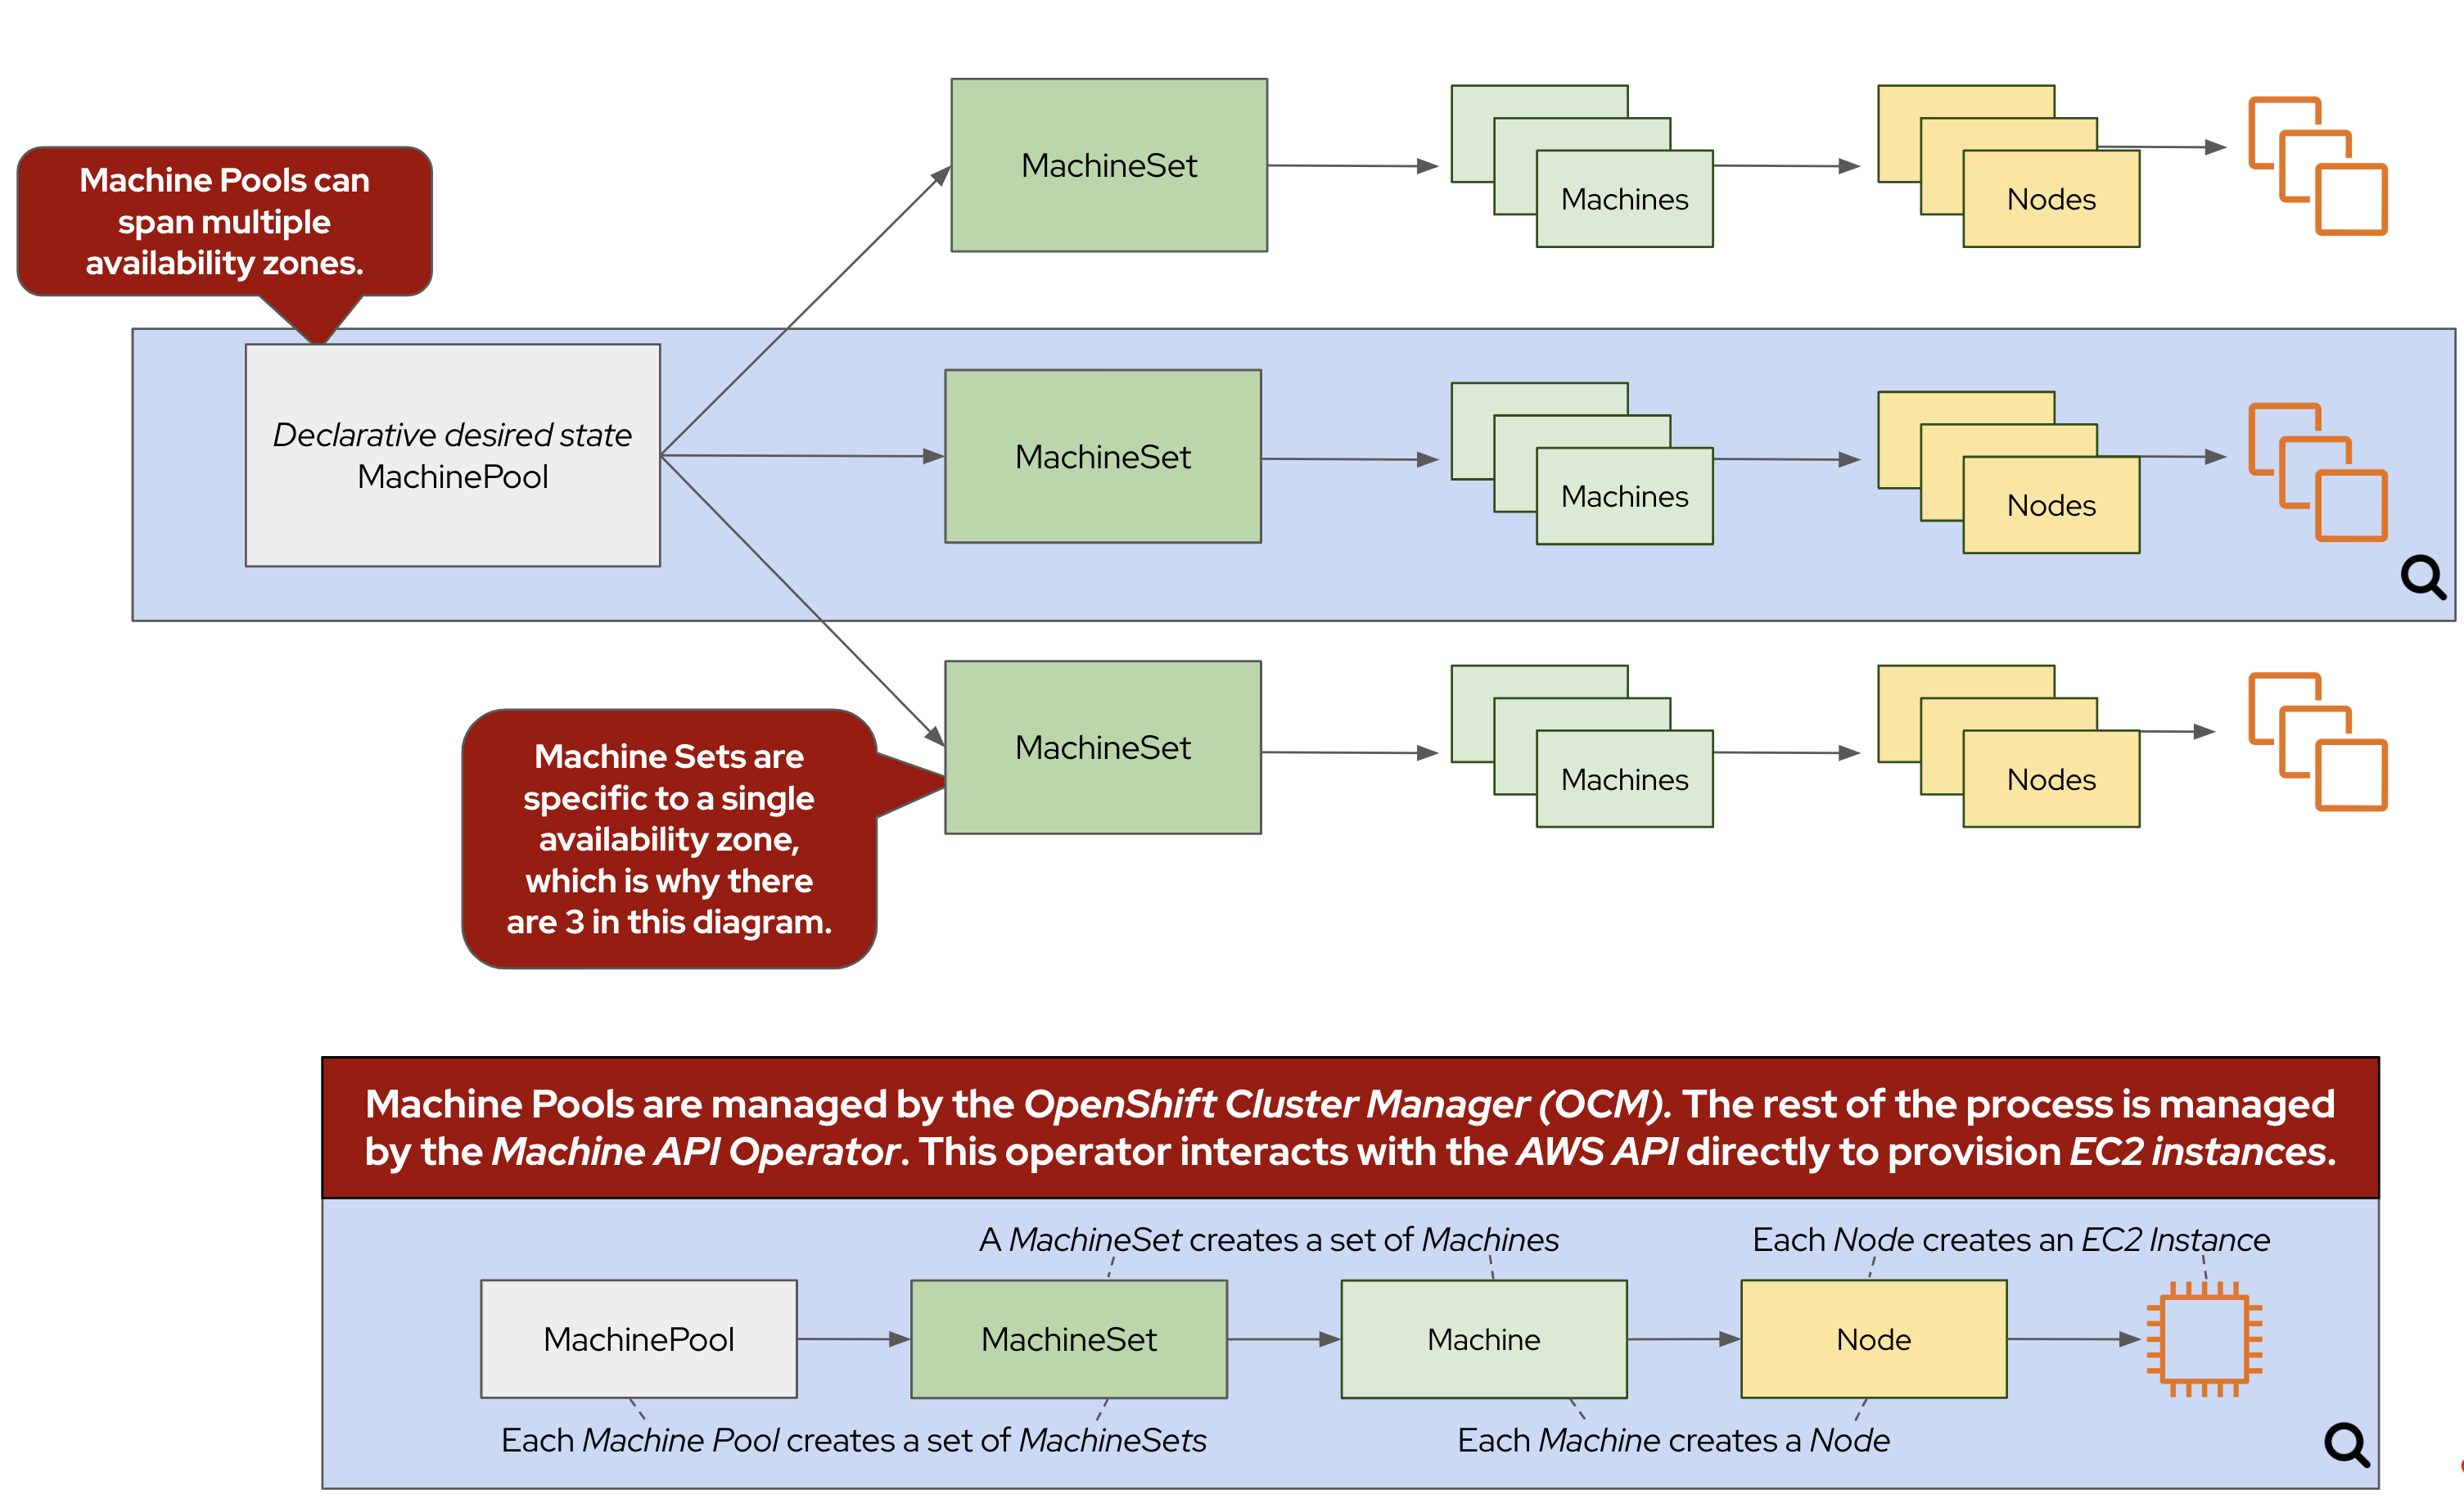 Machine Pools can
span multiple
availability zones.
MachineSet
Machines
Nodes
Declarative desired state
MachinePool
MachineSet
Machines
Nodes
MachineSet
Machines
Nodes
Machine Sets are
specific to a single
availability zone,
which is why there
are 3 in this diagram.
Machine Pools are managed by the OpenShift Cluster Manager (OCM). The rest of the process is managed
by the Machine API Operator. This operator interacts with the AWS API directly to provision EC2 instances.
A MachineSet creates a set of Machines
Each Node creates an EC2 Instance
MachinePool
MachineSet
Machine
Node
Each Machine Pool creates a set of MachineSets
Each Machine creates a Node